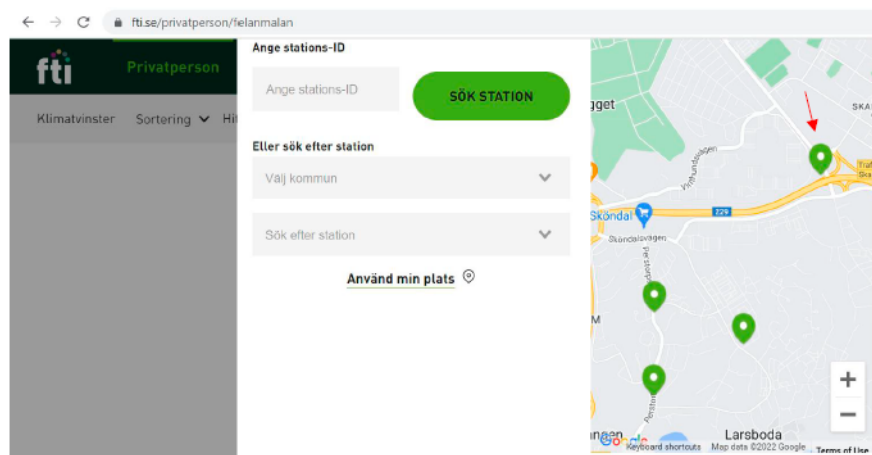 fti.se/privatperson/felanmalan
fti
Privatperson
Klimatvinster Sortering
Ange stations-ID
Ange stations-ID
SÖK STATION
Eller sök efter station
Välj kommun
Sök efter station
Använd min plats
Sköndal
229
Sköndalsvägen
Larsboda
Google
Keyboard shortcuts Map data ©2022 Google Terms of Use